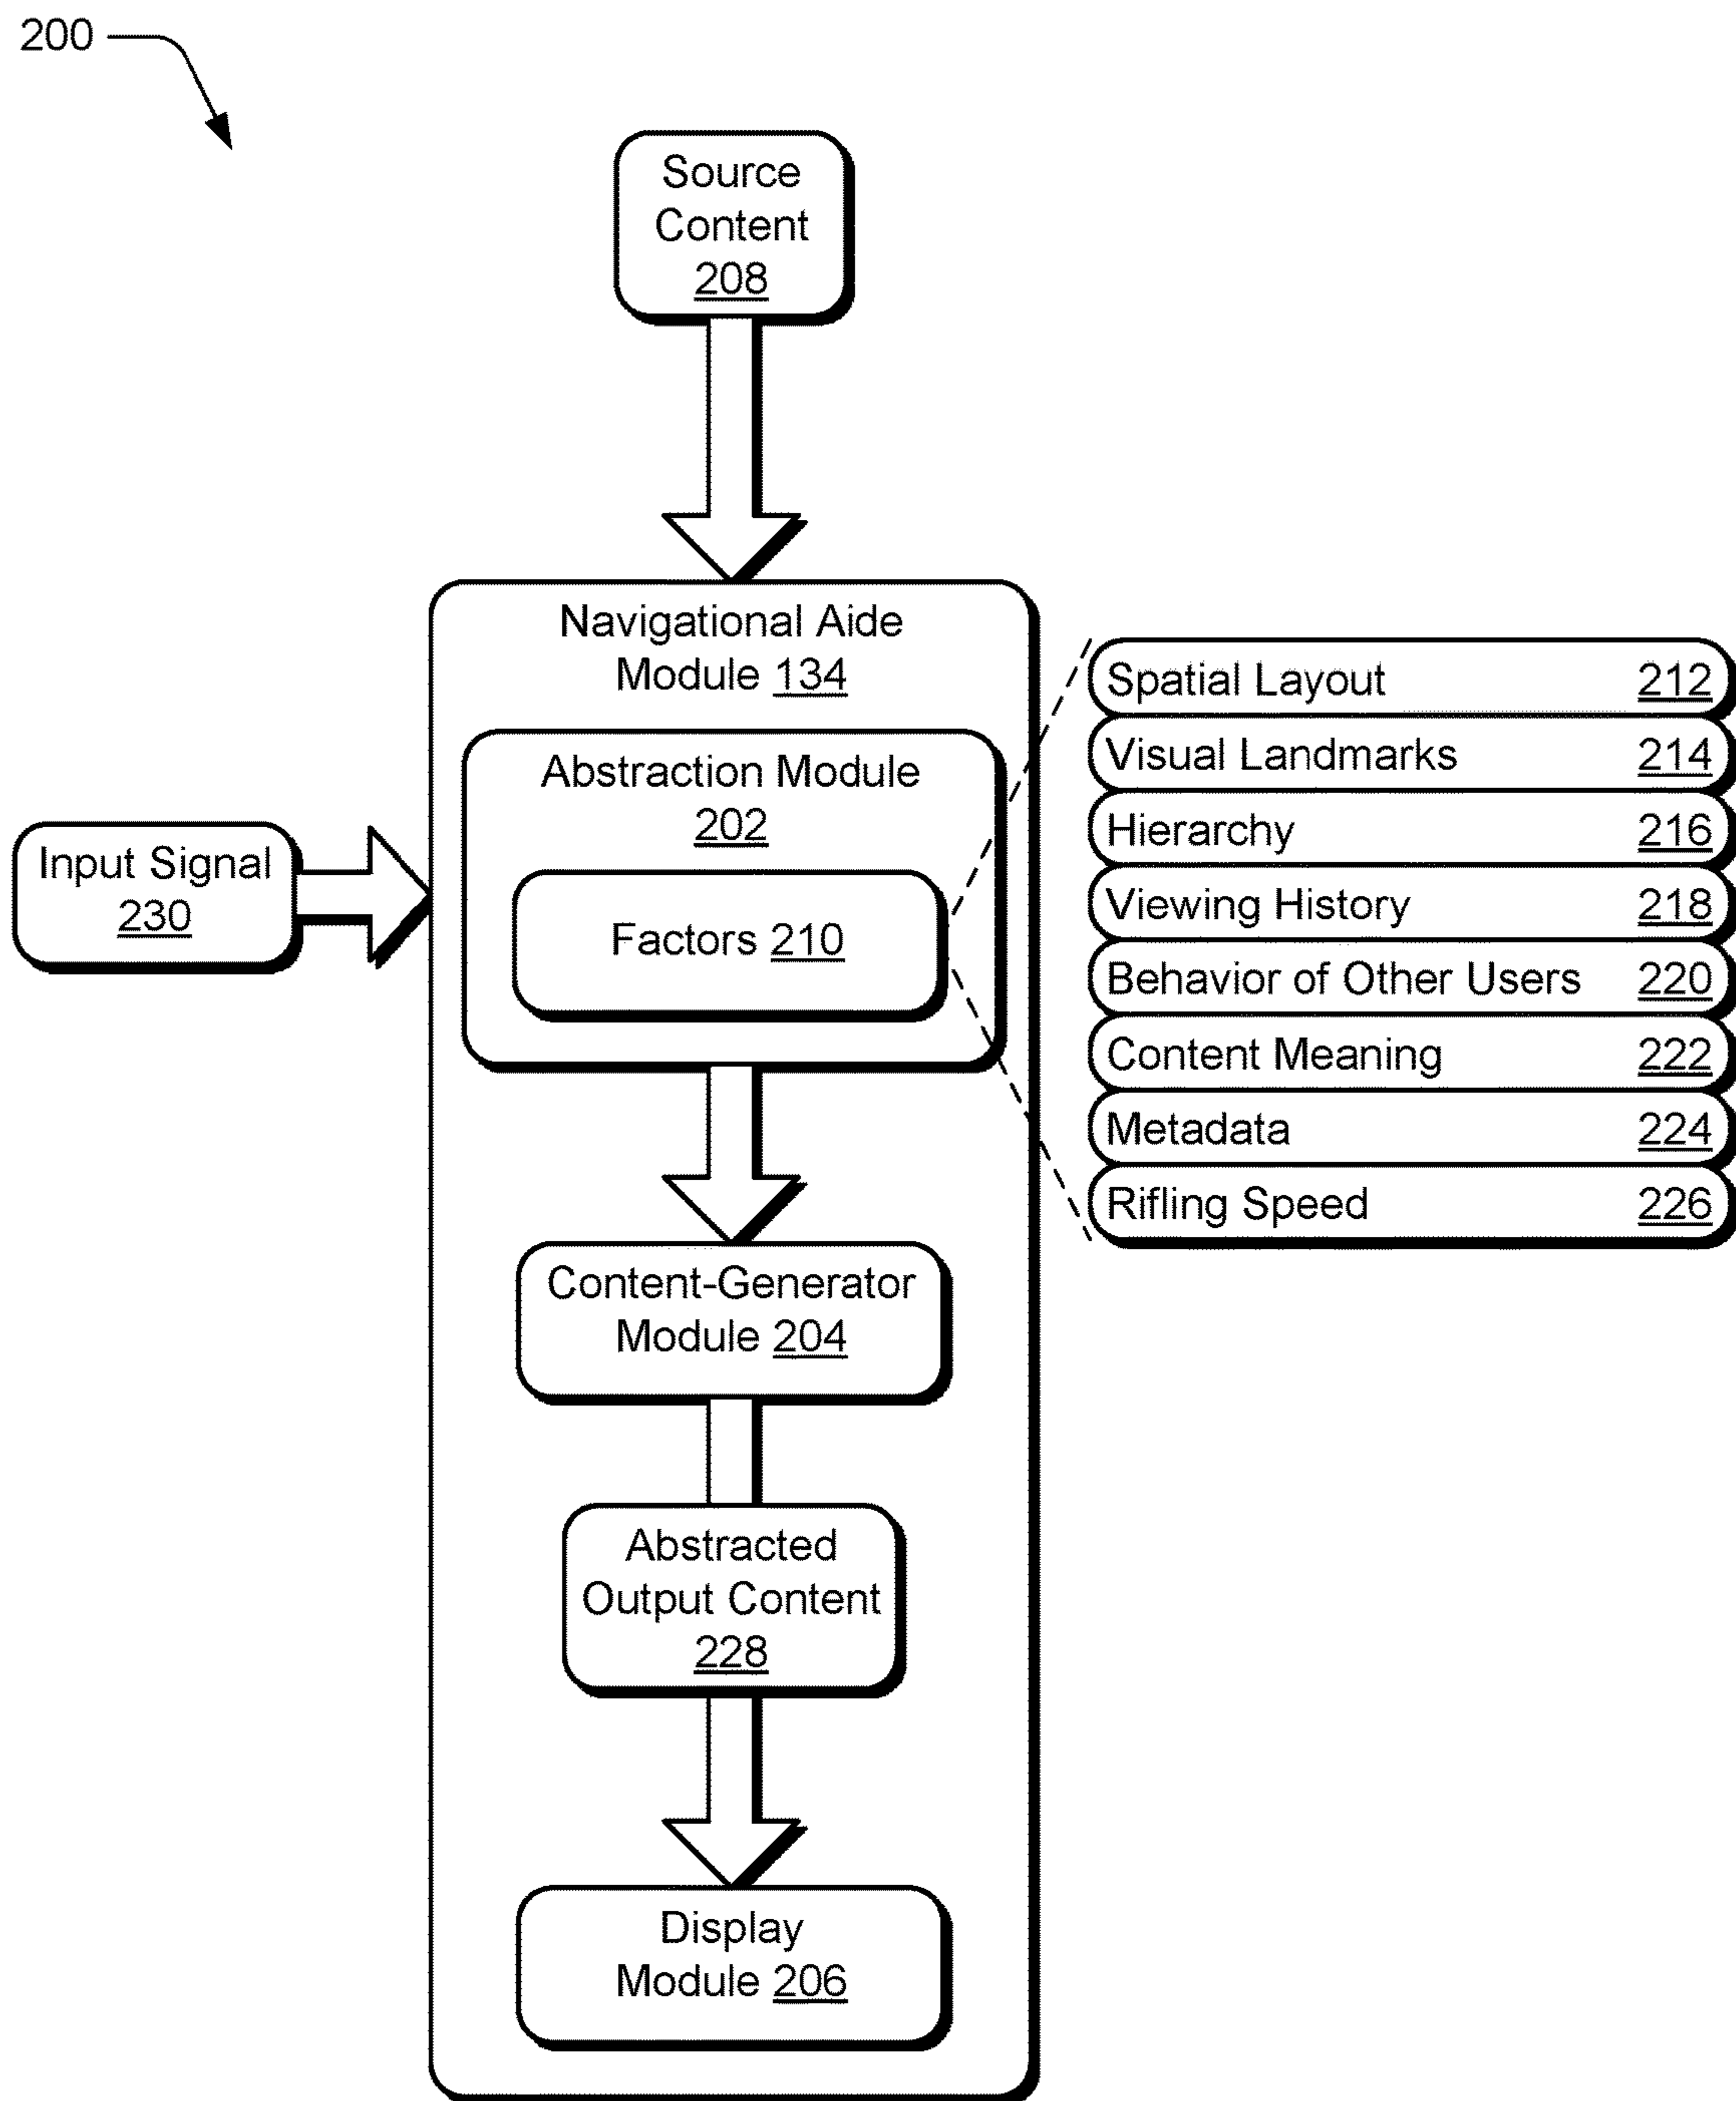 200
Source
Content
208
Navigational Aide
Module 134
Abstraction Module
202
Factors 210
Input Signal
230
Spatial Layout 212
Visual Landmarks 214
Hierarchy 216
Viewing History 218
Behavior of Other Users 220
Content Meaning 222
Metadata 224
Rifling Speed 226
Content-Generator
Module 204
Abstracted
Output Content
228
Display
Module 206